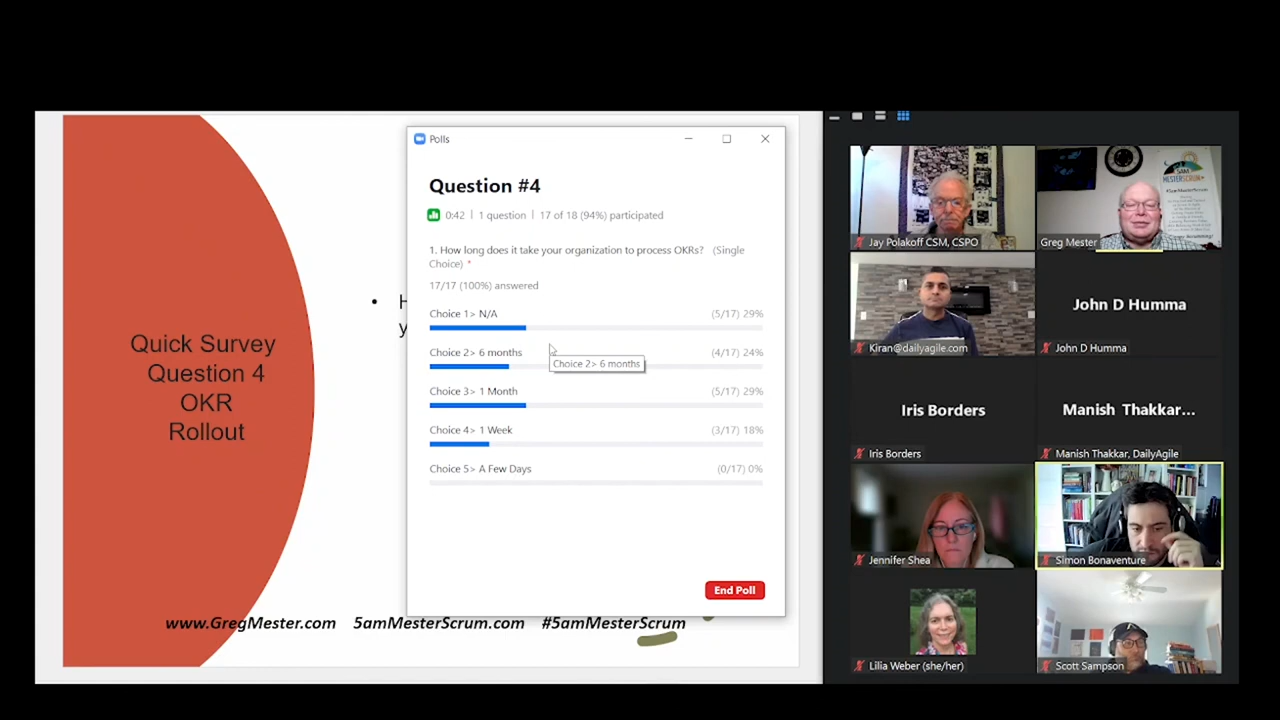 Quick Survey
Question 4
OKR
Rollout
• H
y
www.GregMester.com 5amMesterScrum.com #5amMesterScrum
Polls
Question #4
0:42 | 1 question | 17 of 18 (94%) participated
1. How long does it take your organization to process OKRs? (Single
Choice) *
17/17 (100%) answered
Choice 1> N/A (5/17) 29%
Choice 2> 6 months (4/17) 24%
Choice 2> 6 months
Choice 3> 1 Month (5/17) 29%
Choice 4> 1 Week (3/17) 18%
Choice 5> A Few Days (0/17) 0%
End Poll
Jay Polakoff CSM, CSPO
5AM
MESTERSCRUM
Greg Mester
Kiran@dailyagile.com
John D Humma
John D Humma
Iris Borders
Iris Borders
Manish Thakkar...
Manish Thakkar, DailyAgile
Jennifer Shea
Simon Bonaventure
Lilia Weber (she/her)
Scott Sampson